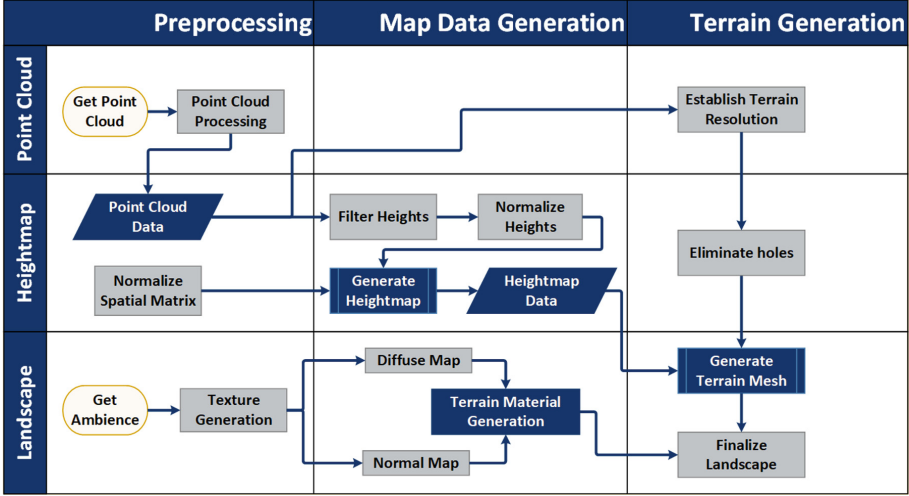 Preprocessing
Map Data Generation
Terrain Generation
Point Cloud
Get Point
Cloud
Point Cloud
Processing
Establish Terrain
Resolution
Heightmap
Point Cloud
Data
Filter Heights
Normalize
Heights
Eliminate holes
Normalize
Spatial Matrix
Generate
Heightmap
Heightmap
Data
Landscape
Get
Ambience
Texture
Generation
Diffuse Map
Terrain Material
Generation
Normal Map
Generate
Terrain Mesh
Finalize
Landscape